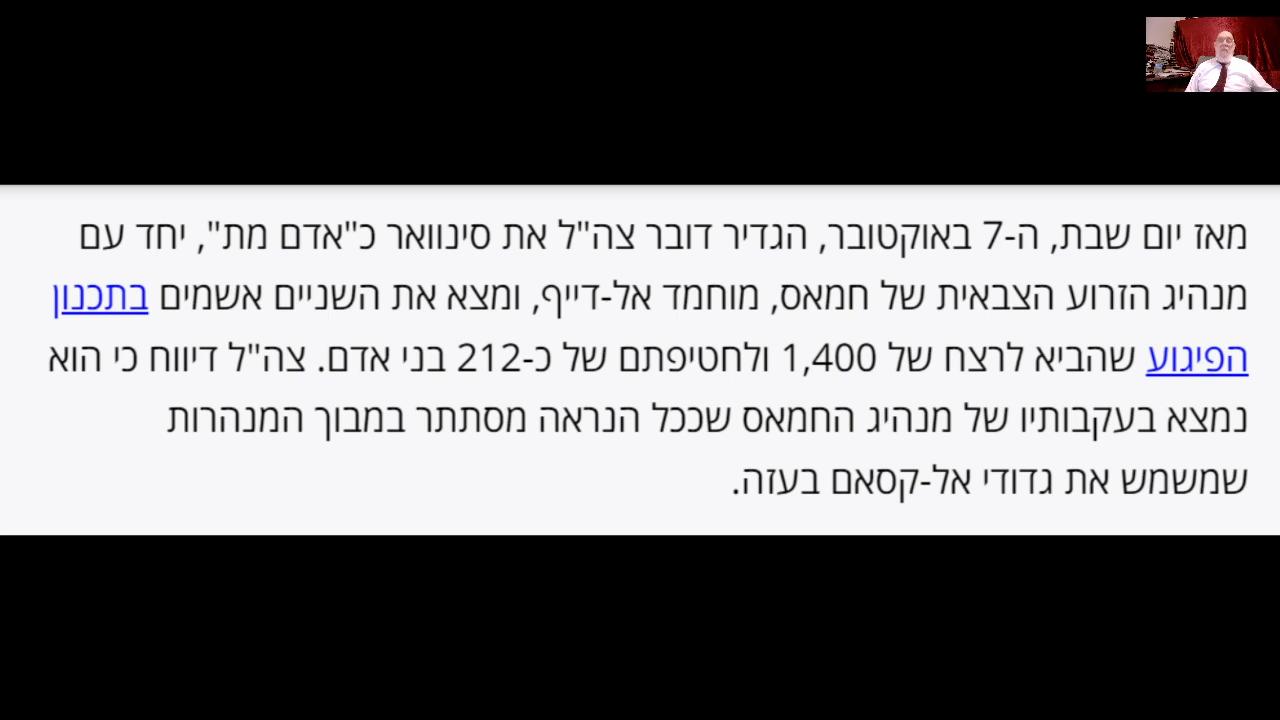 מאז יום שבת, ה-7 באוקטובר, הגדיר דובר צה"ל את סינוואר כ"אדם מת", יחד עם
מנהיג הזרוע הצבאית של חמאס, מוחמד אל-דייף, ומצא את השניים אשמים בתכנון
הפיגוע שהביא לרצח של 1,400 ולחטיפתם של כ-212 בני אדם. צה"ל דיווח כי הוא
נמצא בעקבותיו של מנהיג החמאס שככל הנראה מסתתר במבוך המנהרות
שמשמש את גדודי אל-קסאם בעזה.